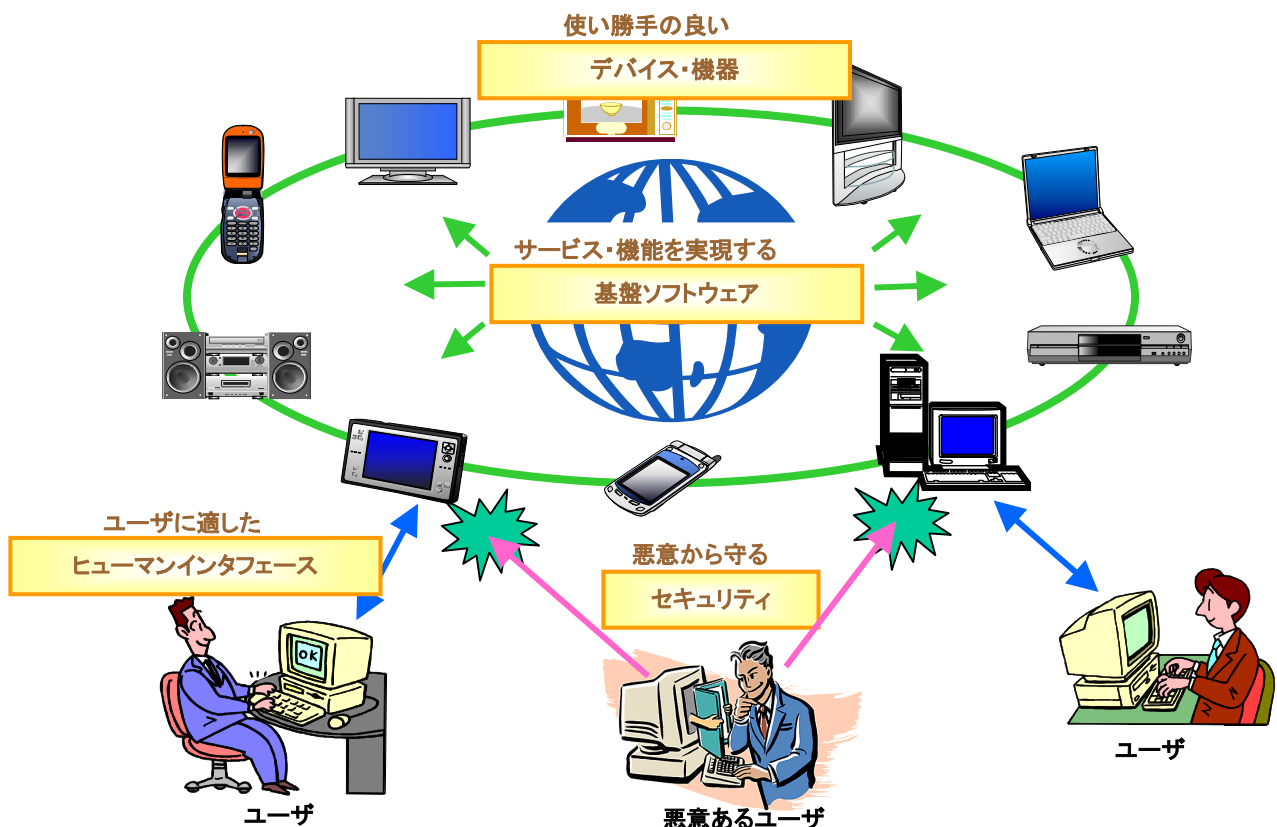 使い勝手の良い
デバイス・機器
サービス・機能を実現する
基盤ソフトウェア
ユーザに適した
ヒューマンインタフェース
悪意から守る
セキュリティ
OK
ユーザ
悪意あるユーザ
ユーザ